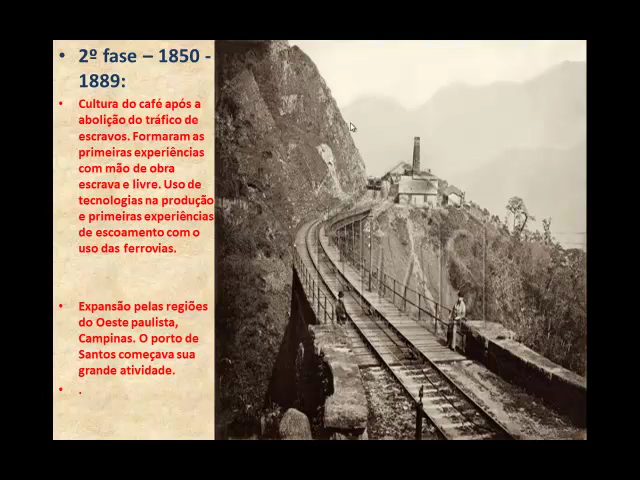 • 2º fase – 1850 -
1889:
• Cultura do café após a
abolição do tráfico de
escravos. Formaram as
primeiras experiências
com mão de obra
escrava e livre. Uso de
tecnologias na produção
e primeiras experiências
de escoamento com o
uso das ferrovias.
• Expansão pelas regiões
do Oeste paulista,
Campinas. O porto de
Santos começava sua
grande atividade.
• .